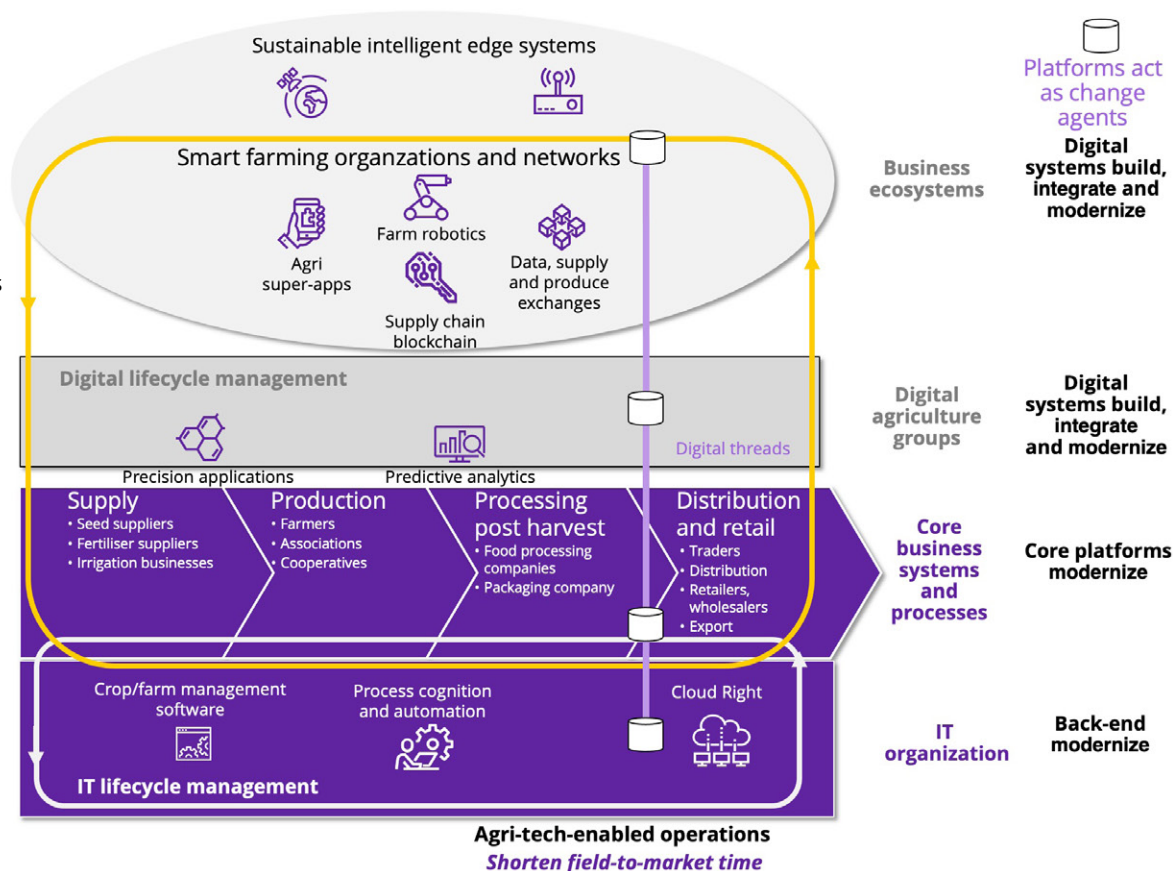 Sustainable intelligent edge systems
Platforms act
as change
agents
Smart farming organzations and networks
Business
ecosystems
Digital
systems build,
integrate and
modernize
Farm robotics
Agri
super-apps
Data, supply
and produce
exchanges
Supply chain
blockchain
s
Digital lifecycle management
Digital
agriculture
groups
Digital
systems build,
integrate
and modernize
Digital threads
Precision applications
Predictive analytics
Supply
• Seed suppliers
• Fertiliser suppliers
• Irrigation businesses
Production
• Farmers
• Associations
• Cooperatives
Processing
post harvest
• Food processing
companies
• Packaging company
Distribution
and retail
• Traders
• Distribution
• Retailers,
wholesalers
• Export
Core
business
systems
and
processes
Core platforms
modernize
Crop/farm management
software
Process cognition
and automation
Cloud Right
IT
organization
Back-end
modernize
IT lifecycle management
Agri-tech-enabled operations
Shorten field-to-market time